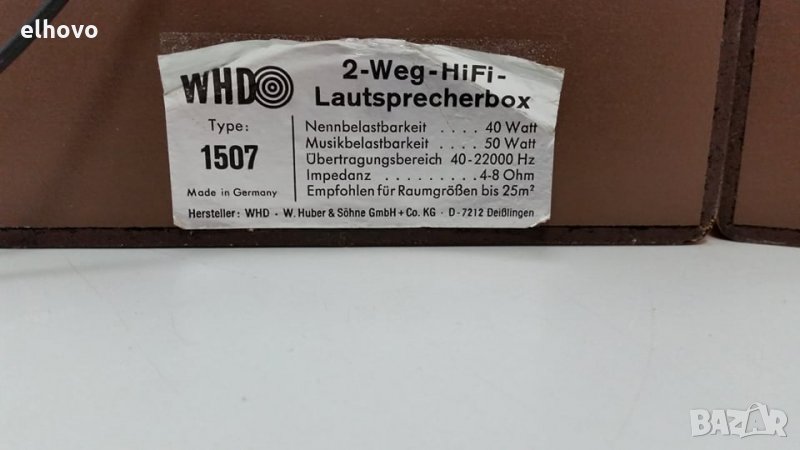 elhovo
WHD
Type:
1507
Made in Germany
2-Weg-HiFi-
Lautsprecherbox
Nennbelastbarkeit . . . . 40 Watt
Musikbelastbarkeit . . . . 50 Watt
Übertragungsbereich 40-22000 Hz
Impedanz . . . . . . . . . 4-8 Ohm
Empfohlen für Raumgrößen bis 25m²
Hersteller: WHD · W. Huber & Söhne GmbH + Co. KG · D-7212 Deißlingen
BAZAR